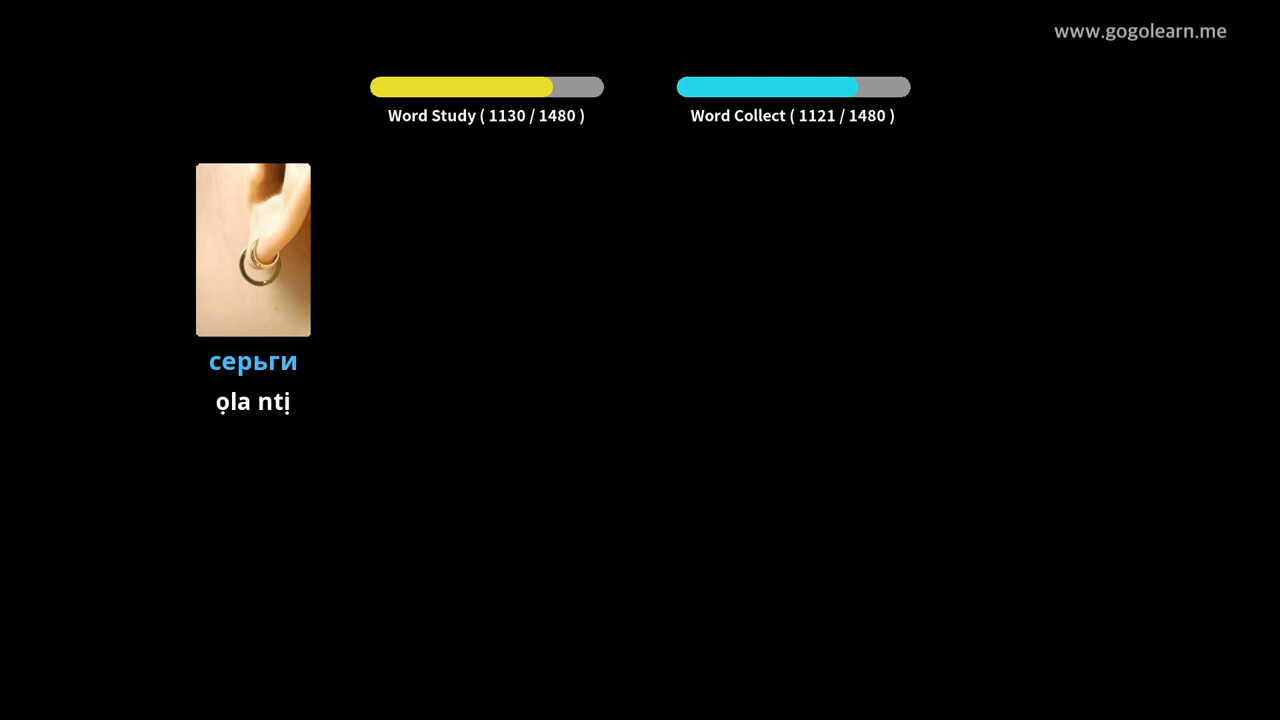 www.gogolearn.me
Word Study ( 1130 / 1480 )
Word Collect ( 1121 / 1480 )
серьги
ọla ntị